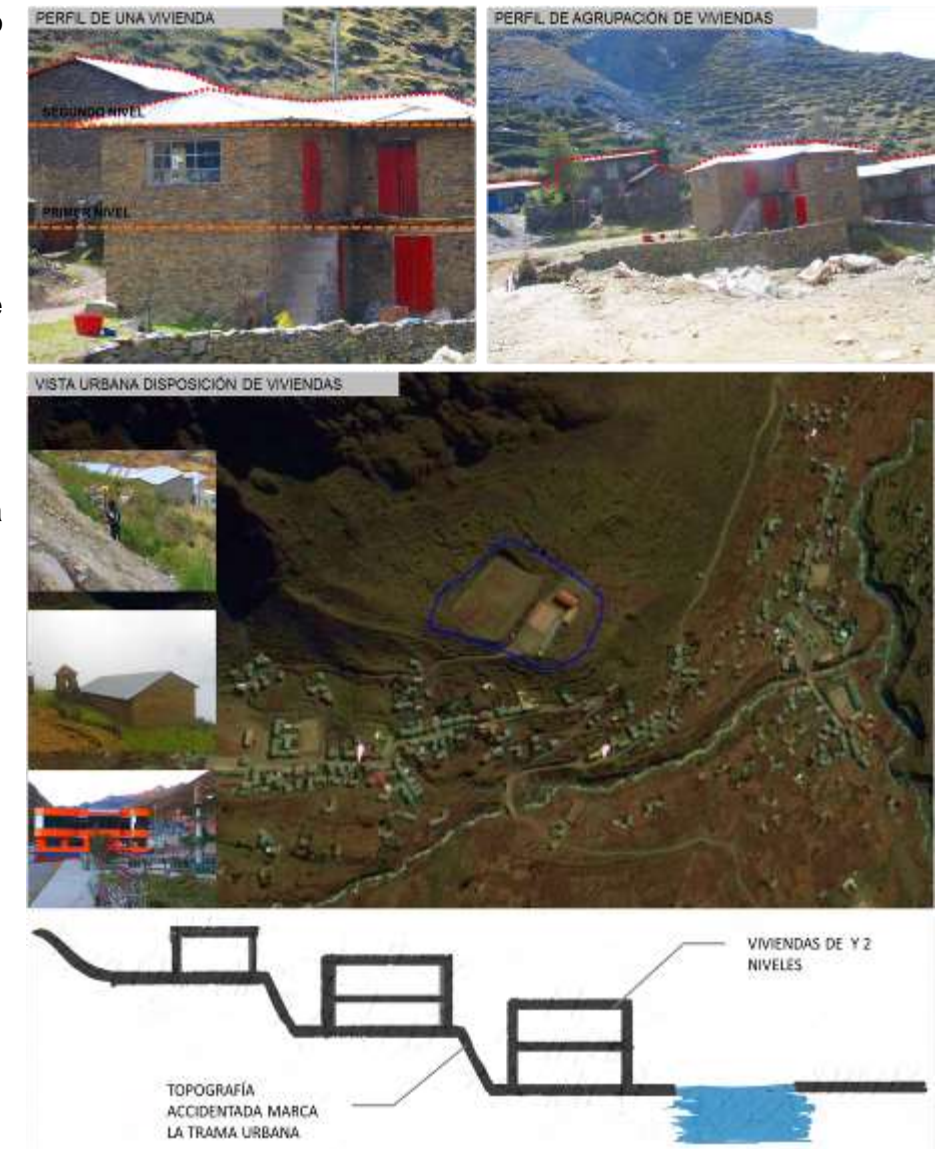 PERFIL DE UNA VIVIENDA
PERFIL DE AGRUPACIÓN DE VIVIENDAS
SEGUNDO NIVEL
PRIMER NIVEL
VISTA URBANA DISPOSICIÓN DE VIVIENDAS
VIVIENDAS DE Y 2
NIVELES
TOPOGRAFÍA
ACCIDENTADA MARCA
LA TRAMA URBANA